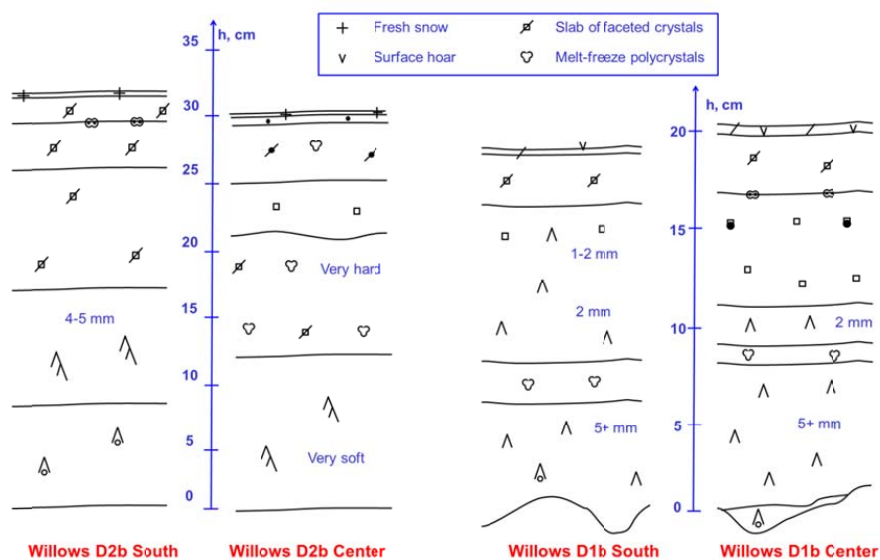 h, cm
Fresh snow
Slab of faceted crystals
Surface hoar
Melt-freeze polycrystals
35
30
25
20
15
10
5
0
4-5 mm
Very hard
Very soft
1-2 mm
2 mm
5+ mm
h, cm
20
15
10
5
0
2 mm
5+ mm
Willows D2b South
Willows D2b Center
Willows D1b South
Willows D1b Center